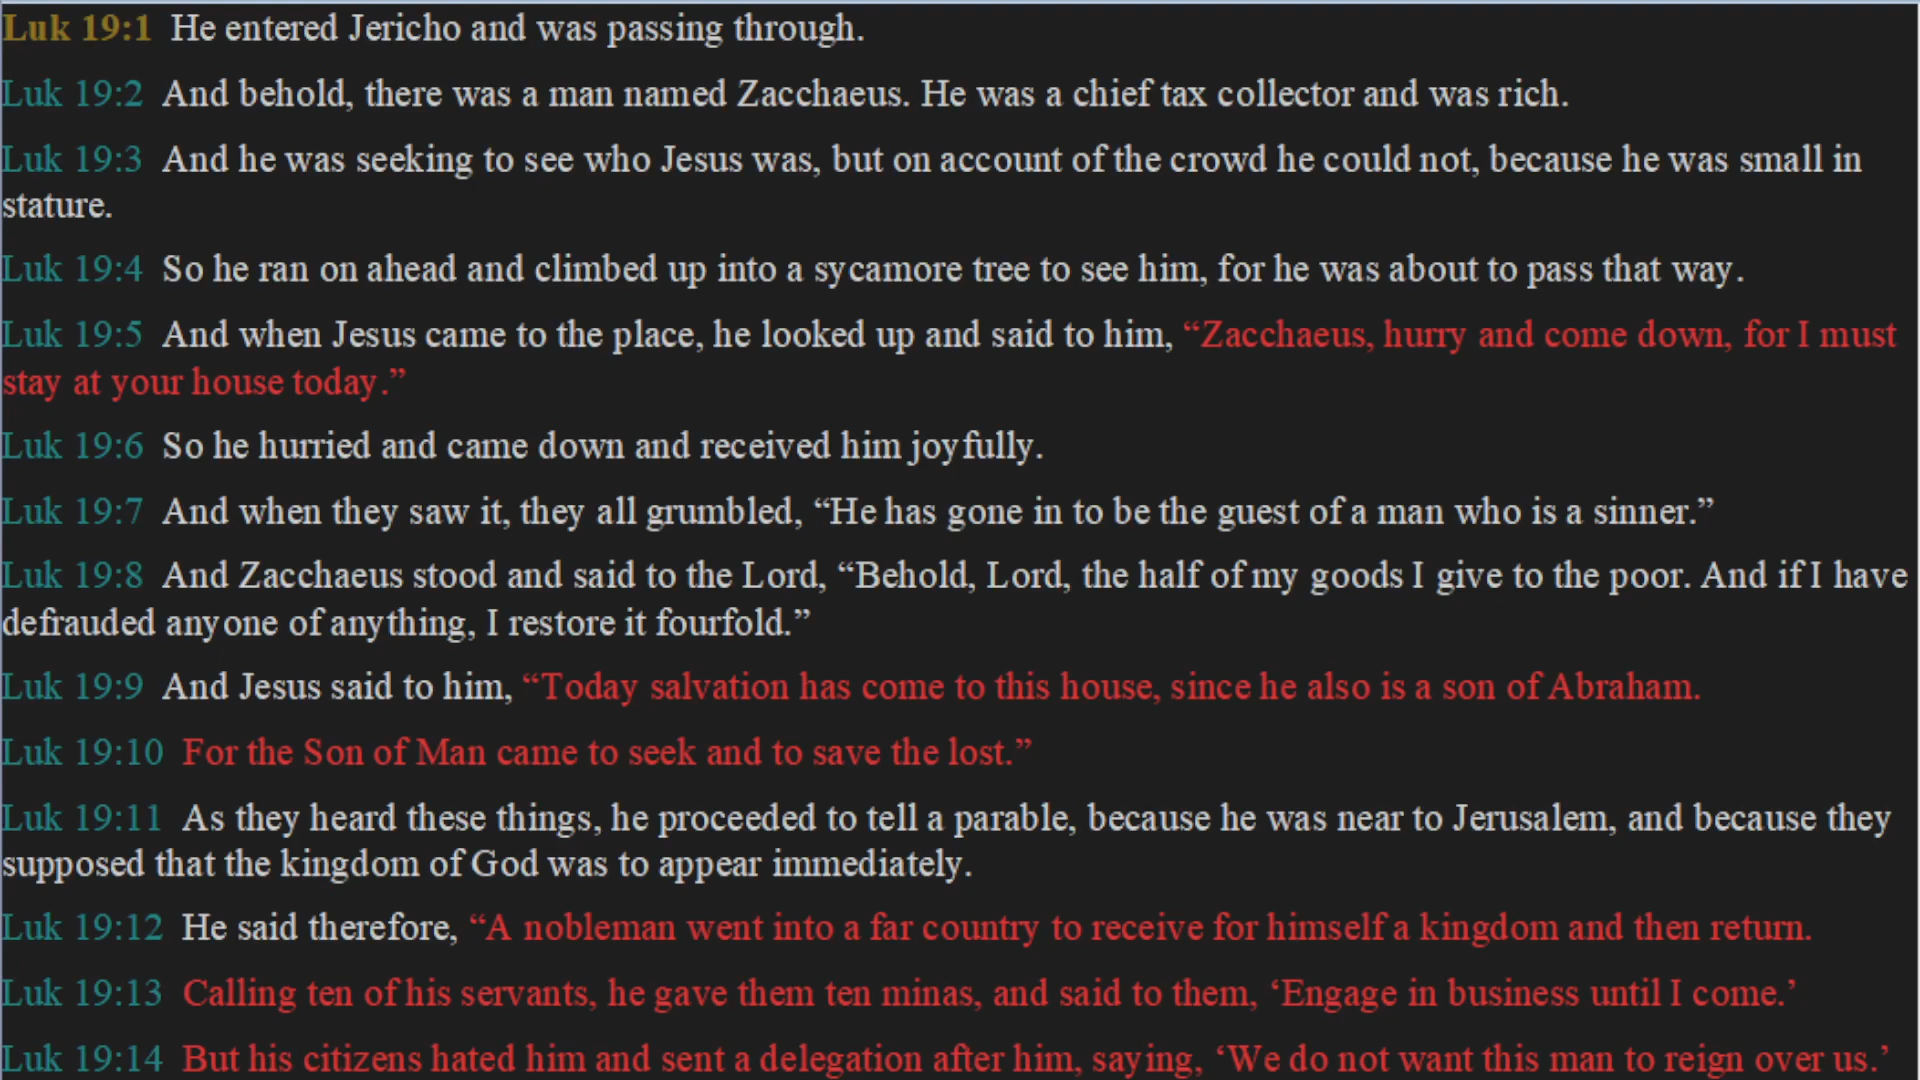 Luk 19:1 He entered Jericho and was passing through.
Luk 19:2 And behold, there was a man named Zacchaeus. He was a chief tax collector and was rich.
Luk 19:3 And he was seeking to see who Jesus was, but on account of the crowd he could not, because he was small in
stature.
Luk 19:4 So he ran on ahead and climbed up into a sycamore tree to see him, for he was about to pass that way.
Luk 19:5 And when Jesus came to the place, he looked up and said to him, “Zacchaeus, hurry and come down, for I must
stay at your house today.”
Luk 19:6 So he hurried and came down and received him joyfully.
Luk 19:7 And when they saw it, they all grumbled, “He has gone in to be the guest of a man who is a sinner.”
Luk 19:8 And Zacchaeus stood and said to the Lord, “Behold, Lord, the half of my goods I give to the poor. And if I have
defrauded anyone of anything, I restore it fourfold.”
Luk 19:9 And Jesus said to him, “Today salvation has come to this house, since he also is a son of Abraham.
Luk 19:10 For the Son of Man came to seek and to save the lost.”
Luk 19:11 As they heard these things, he proceeded to tell a parable, because he was near to Jerusalem, and because they
supposed that the kingdom of God was to appear immediately.
Luk 19:12 He said therefore, “A nobleman went into a far country to receive for himself a kingdom and then return.
Luk 19:13 Calling ten of his servants, he gave them ten minas, and said to them, ‘Engage in business until I come.’
Luk 19:14 But his citizens hated him and sent a delegation after him, saying, ‘We do not want this man to reign over us.’